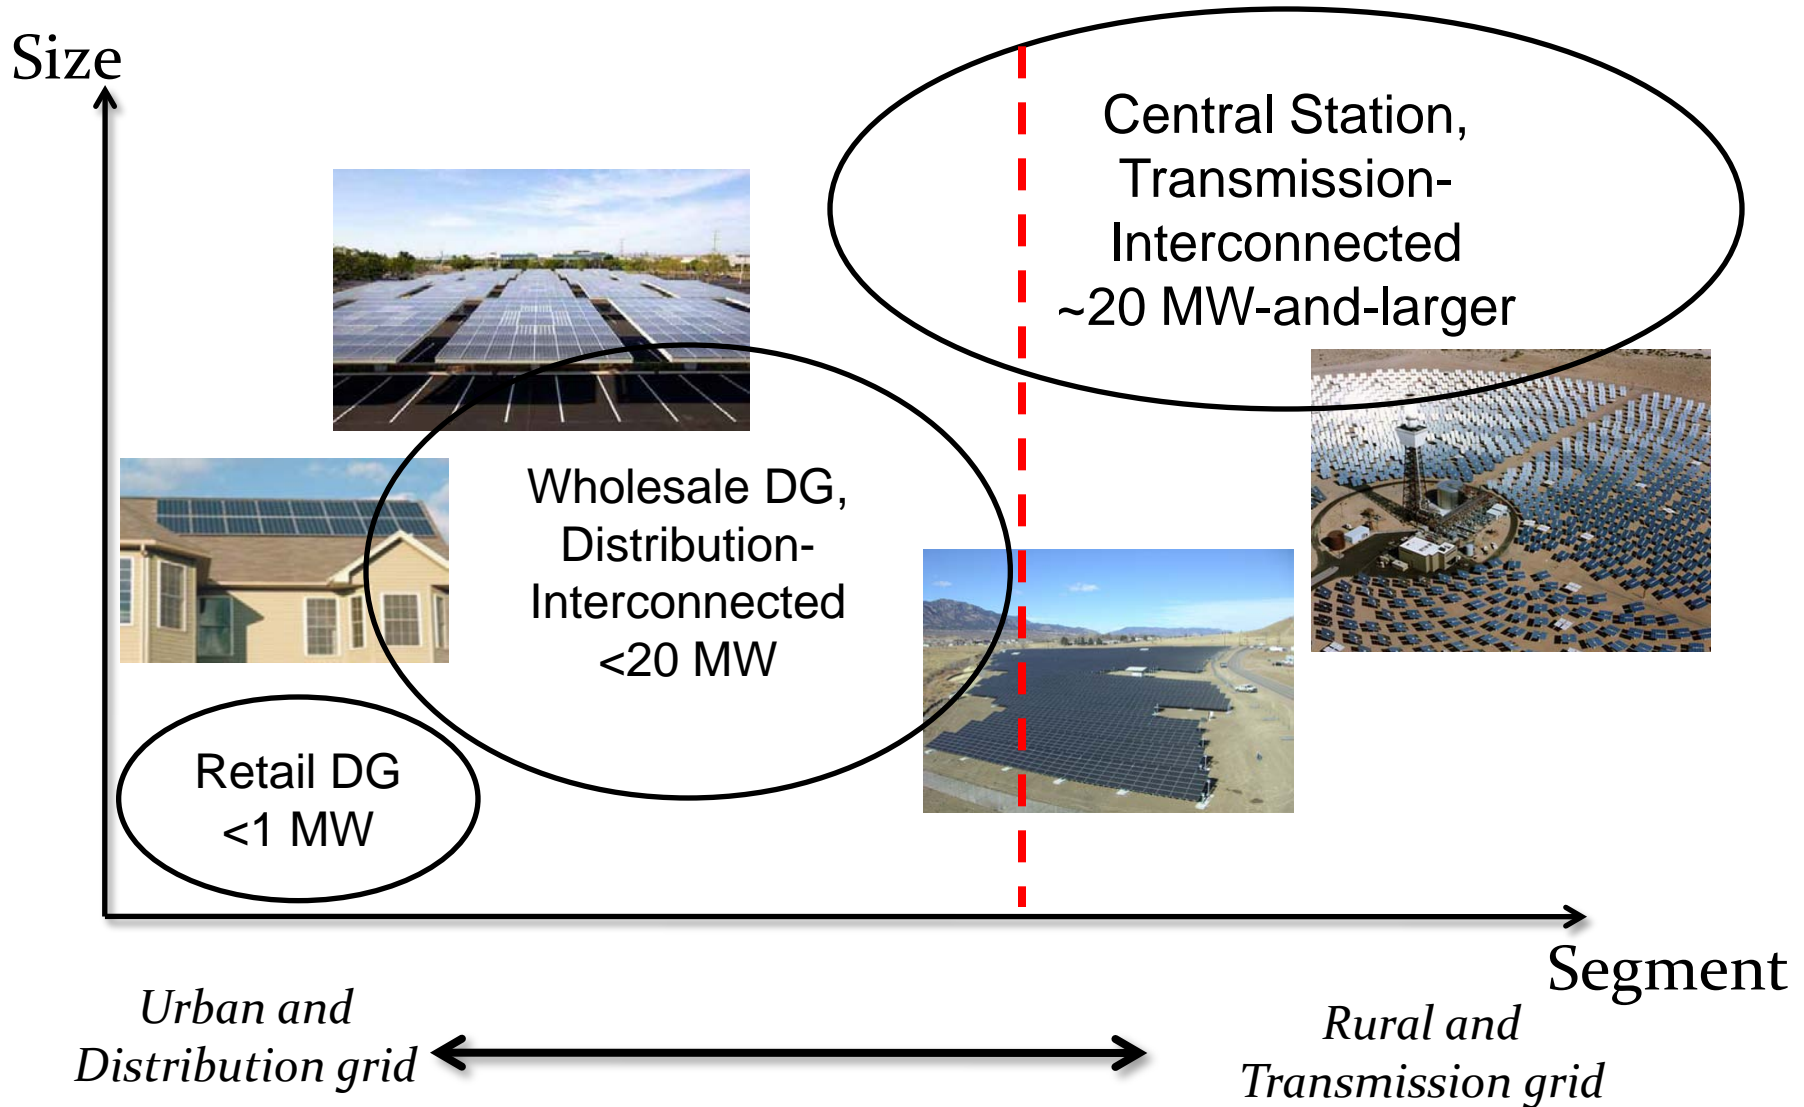 Size
Central Station,
Transmission-
Interconnected
~20 MW-and-larger
Wholesale DG,
Distribution-
Interconnected
<20 MW
Retail DG
<1 MW
Segment
Urban and
Distribution grid
Rural and
Transmission grid